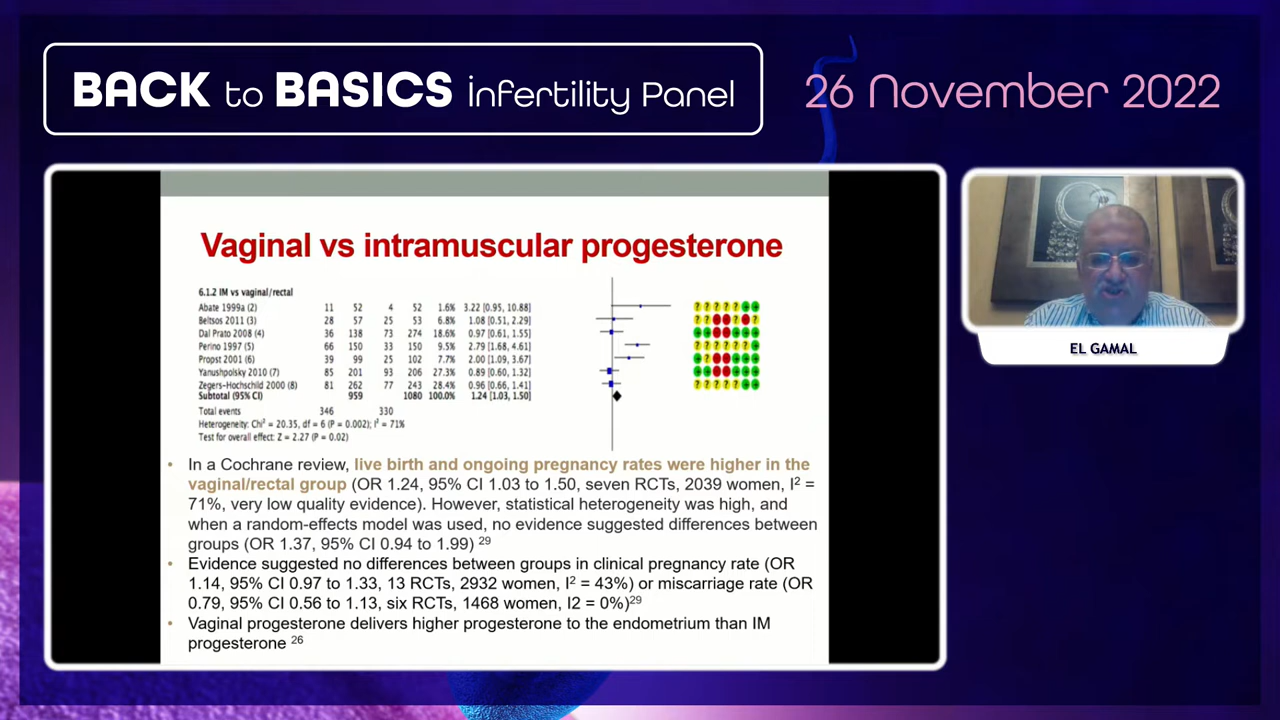 BACK to BASICS infertility Panel
26 November 2022
Vaginal vs intramuscular progesterone
6.1.2 IM vs vaginal/rectal
Abate 1999a (2) 11 52 4 52 1.6% 3.22 [0.95, 10.88]
Beltsos 2011 (3) 28 57 25 53 6.8% 1.08 [0.51, 2.29]
Dal Prato 2008 (4) 36 138 73 274 18.6% 0.97 [0.61, 1.55]
Perino 1997 (5) 66 150 33 150 9.5% 2.79 [1.68, 4.61]
Propst 2001 (6) 39 99 25 102 7.7% 2.00 [1.09, 3.67]
Yanushpolsky 2010 (7) 85 201 93 206 27.3% 0.89 [0.60, 1.32]
Zegers-Hochschild 2000 (8) 81 262 77 243 28.4% 0.96 [0.66, 1.41]
Subtotal (95% CI) 959 1080 100.0% 1.24 [1.03, 1.50]
Total events 346 330
Heterogeneity: Chi² = 20.35, df = 6 (P = 0.002); I² = 71%
Test for overall effect: Z = 2.27 (P = 0.02)
• In a Cochrane review, live birth and ongoing pregnancy rates were higher in the
vaginal/rectal group (OR 1.24, 95% CI 1.03 to 1.50, seven RCTs, 2039 women, I² =
71%, very low quality evidence). However, statistical heterogeneity was high, and
when a random-effects model was used, no evidence suggested differences between
groups (OR 1.37, 95% CI 0.94 to 1.99) 29
• Evidence suggested no differences between groups in clinical pregnancy rate (OR
1.14, 95% CI 0.97 to 1.33, 13 RCTs, 2932 women, I² = 43%) or miscarriage rate (OR
0.79, 95% CI 0.56 to 1.13, six RCTs, 1468 women, I2 = 0%)29
• Vaginal progesterone delivers higher progesterone to the endometrium than IM
progesterone 26
EL GAMAL